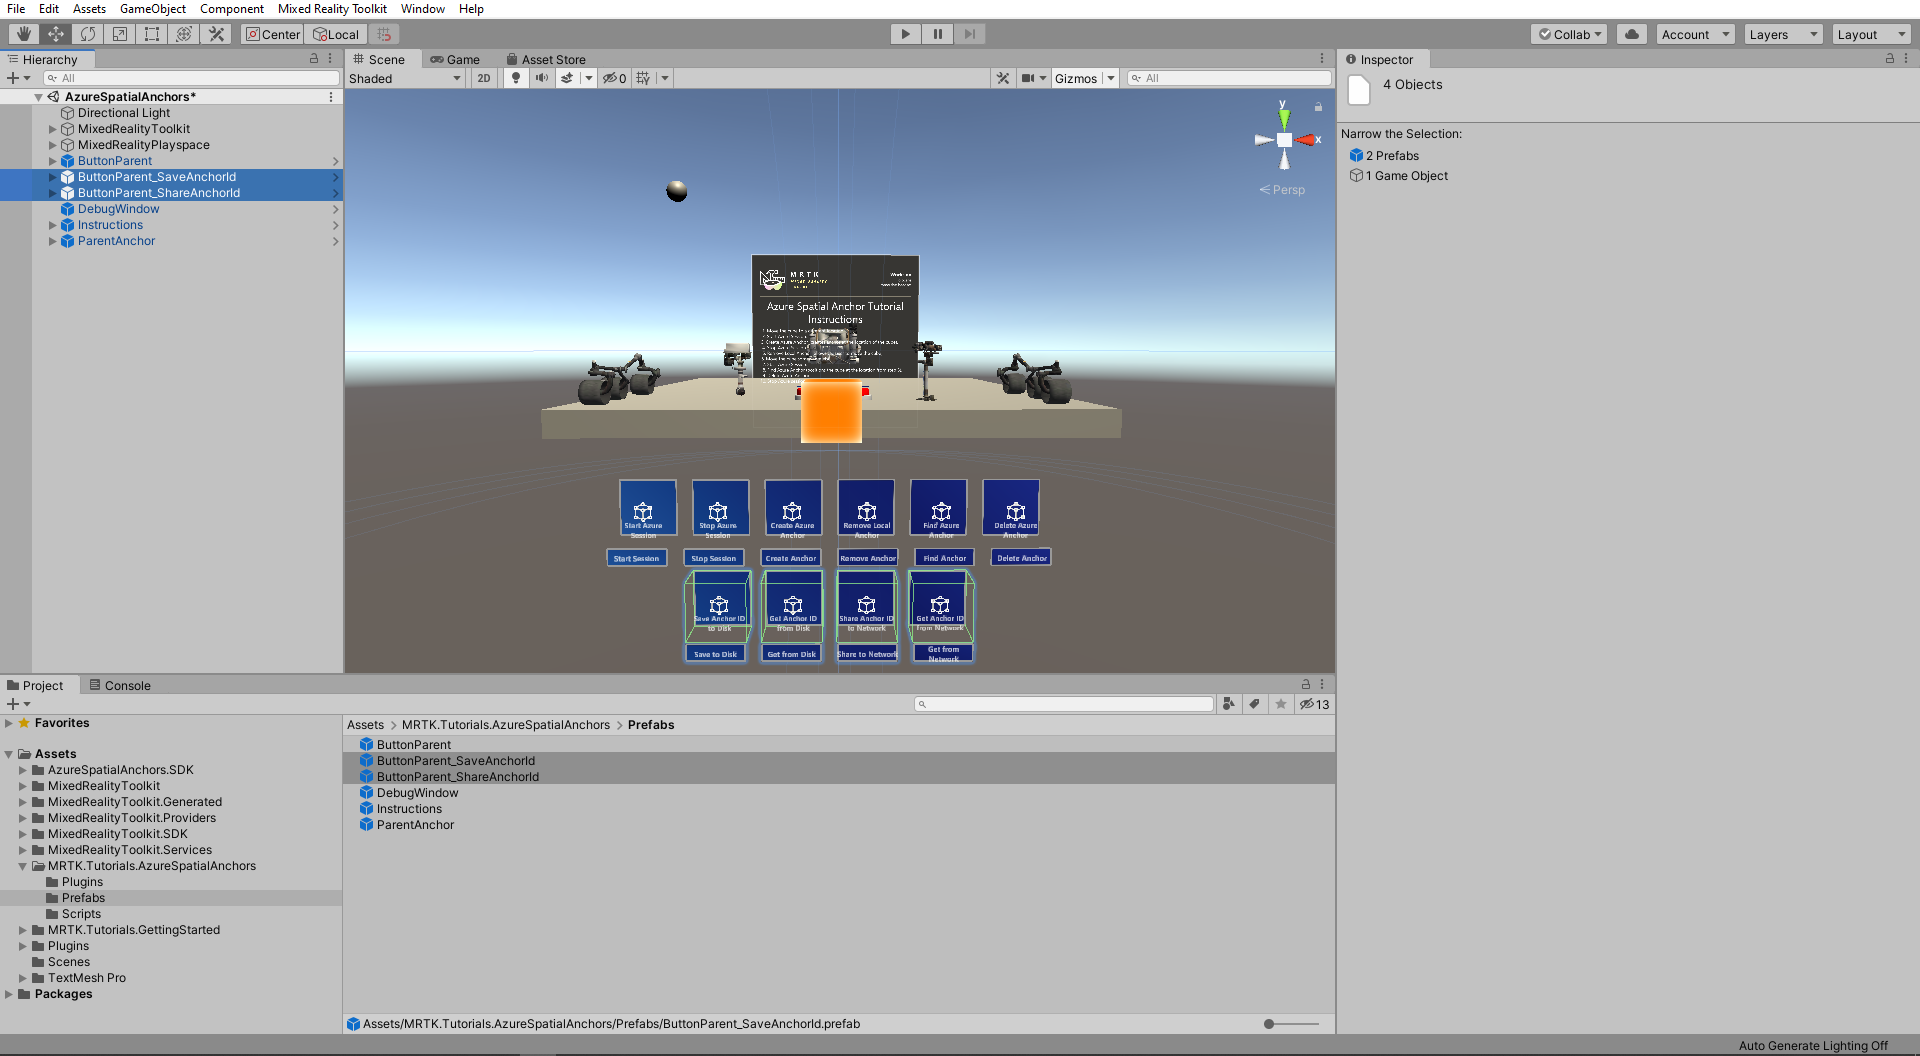 File Edit Assets GameObject Component Mixed Reality Toolkit Window Help
Center Local Collab Account Layers Layout
Hierarchy
All
AzureSpatialAnchors*
Directional Light
MixedRealityToolkit
MixedRealityPlayspace
ButtonParent
ButtonParent_SaveAnchorId
ButtonParent_ShareAnchorId
DebugWindow
Instructions
ParentAnchor
Scene Game Asset Store
Shaded 2D 0 Gizmos All
y
x
Persp
MRTK
Azure Spatial Anchor Tutorial
Instructions
Start Azure
Session
Stop Azure
Session
Create Azure
Anchor
Remove Local
Anchor
Find Azure
Anchor
Delete Azure
Anchor
Start Session
Stop Session
Create Anchor
Remove Anchor
Find Anchor
Delete Anchor
Save Anchor ID
to Disk
Get Anchor ID
from Disk
Share Anchor ID
to Network
Get Anchor ID
from Network
Save to Disk
Get from Disk
Share to Network
Get from
Network
Inspector
4 Objects
Narrow the Selection:
2 Prefabs
1 Game Object
Project Console
13
Favorites
Assets
AzureSpatialAnchors.SDK
MixedRealityToolkit
MixedRealityToolkit.Generated
MixedRealityToolkit.Providers
MixedRealityToolkit.SDK
MixedRealityToolkit.Services
MRTK.Tutorials.AzureSpatialAnchors
Plugins
Prefabs
Scripts
MRTK.Tutorials.GettingStarted
Plugins
Scenes
TextMesh Pro
Packages
Assets > MRTK.Tutorials.AzureSpatialAnchors > Prefabs
ButtonParent
ButtonParent_SaveAnchorId
ButtonParent_ShareAnchorId
DebugWindow
Instructions
ParentAnchor
Assets/MRTK.Tutorials.AzureSpatialAnchors/Prefabs/ButtonParent_SaveAnchorId.prefab
Auto Generate Lighting Off